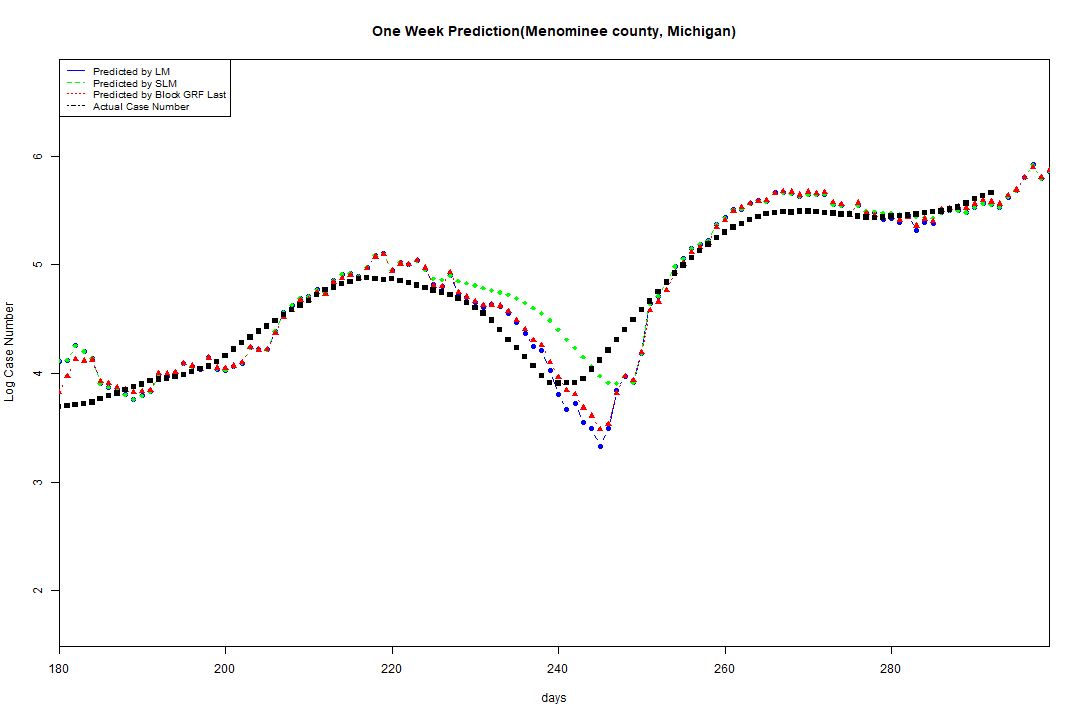 One Week Prediction(Menominee county, Michigan)
Predicted by LM
Predicted by SLM
Predicted by Block GRF Last
Actual Case Number
6
5
4
3
2
Log Case Number
180 200 220 240 260 280
days